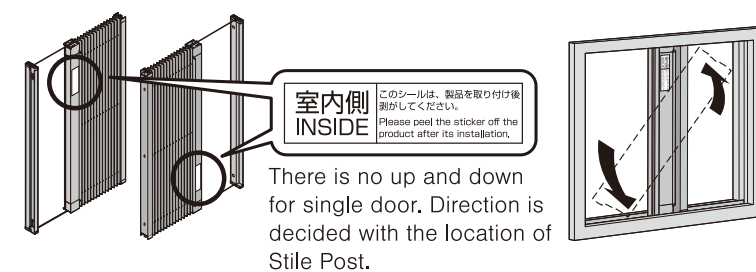 室内側
INSIDE
このシールは、製品を取り付け後
剥がしてください。
Please peel the sticker off the
product after its installation.
There is no up and down
for single door. Direction is
decided with the location of
Stile Post.